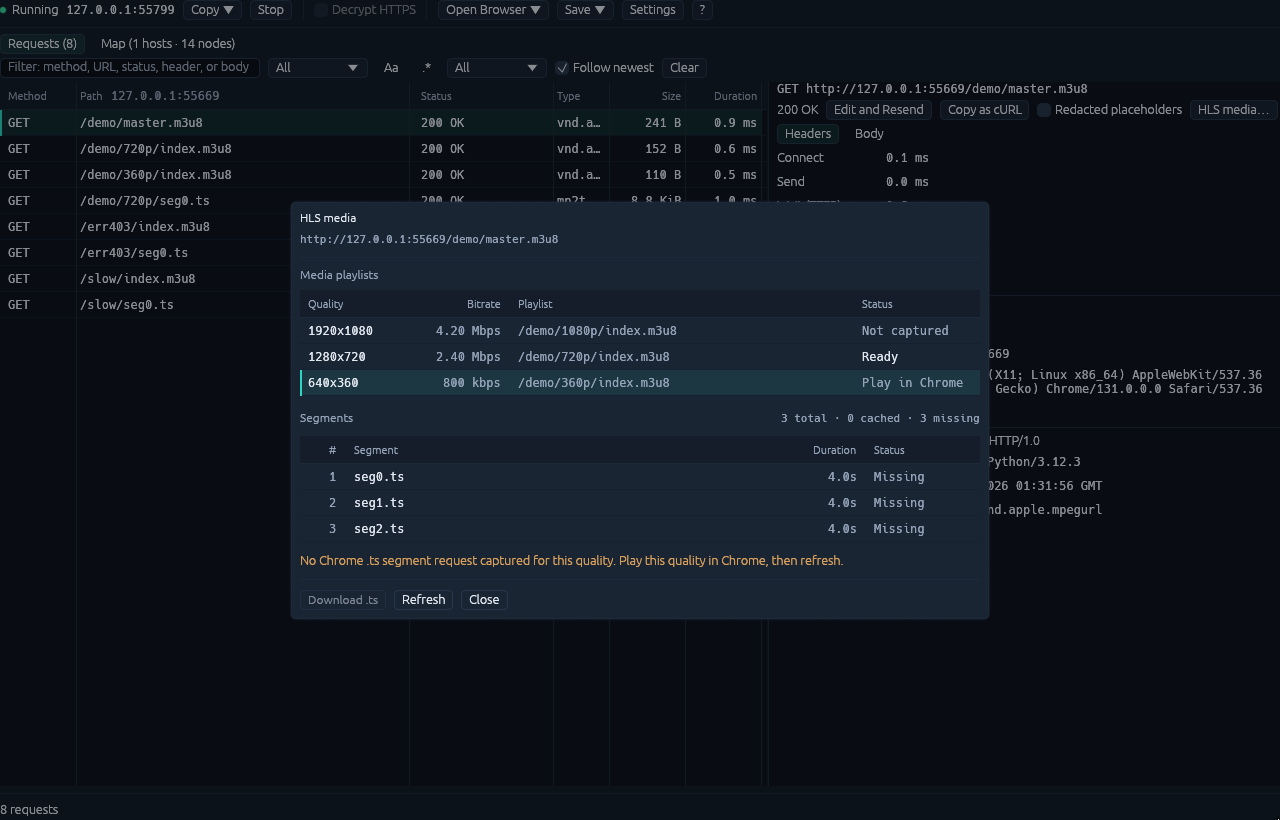 Running 127.0.0.1:55799 Copy ▼ Stop Decrypt HTTPS Open Browser ▼ Save ▼ Settings ?
Requests (8) Map (1 hosts · 14 nodes)
Filter: method, URL, status, header, or body All ▼ Aa .* All ▼ Follow newest Clear
Method Path 127.0.0.1:55669 Status Type Size Duration
GET /demo/master.m3u8 200 OK vnd.a… 241 B 0.9 ms
GET /demo/720p/index.m3u8 200 OK vnd.a… 152 B 0.6 ms
GET /demo/360p/index.m3u8 200 OK vnd.a… 110 B 0.5 ms
GET /demo/720p/seg0.ts 200 OK mp2t 8.8 KiB 1.0 ms
GET /err403/index.m3u8
GET /err403/seg0.ts
GET /slow/index.m3u8
GET /slow/seg0.ts
GET http://127.0.0.1:55669/demo/master.m3u8
200 OK Edit and Resend Copy as cURL Redacted placeholders HLS media…
Headers Body
Connect 0.1 ms
Send 0.0 ms
669
(X11; Linux x86_64) AppleWebKit/537.36
Gecko) Chrome/131.0.0.0 Safari/537.36
HTTP/1.0
Python/3.12.3
026 01:31:56 GMT
nd.apple.mpegurl
HLS media
http://127.0.0.1:55669/demo/master.m3u8
Media playlists
Quality Bitrate Playlist Status
1920x1080 4.20 Mbps /demo/1080p/index.m3u8 Not captured
1280x720 2.40 Mbps /demo/720p/index.m3u8 Ready
640x360 800 kbps /demo/360p/index.m3u8 Play in Chrome
Segments 3 total · 0 cached · 3 missing
# Segment Duration Status
1 seg0.ts 4.0s Missing
2 seg1.ts 4.0s Missing
3 seg2.ts 4.0s Missing
No Chrome .ts segment request captured for this quality. Play this quality in Chrome, then refresh.
Download .ts Refresh Close
8 requests